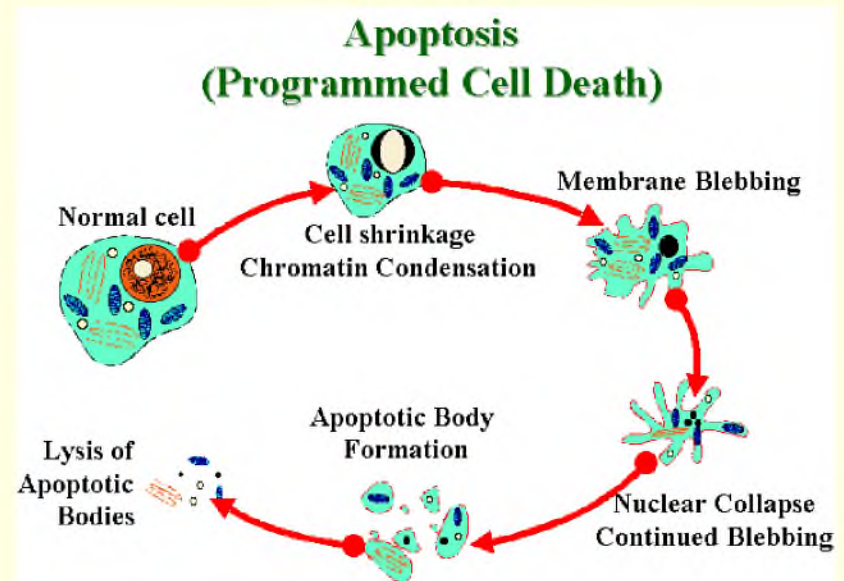 Apoptosis
(Programmed Cell Death)
Normal cell
Cell shrinkage
Chromatin Condensation
Membrane Blebbing
Nuclear Collapse
Continued Blebbing
Apoptotic Body
Formation
Lysis of
Apoptotic
Bodies